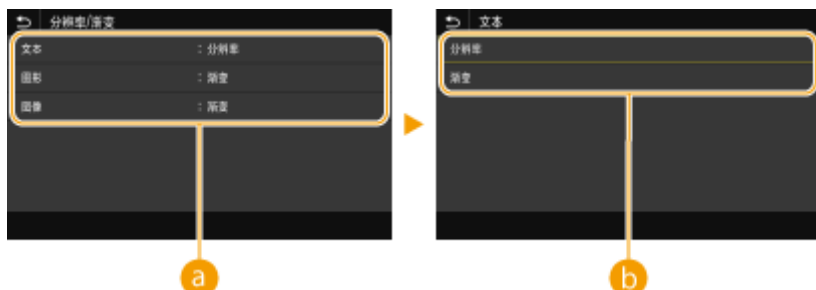 分辨率/渐变
文本 : 分辨率
图形 : 渐变
图像 : 渐变
a
文本
分辨率
渐变
b